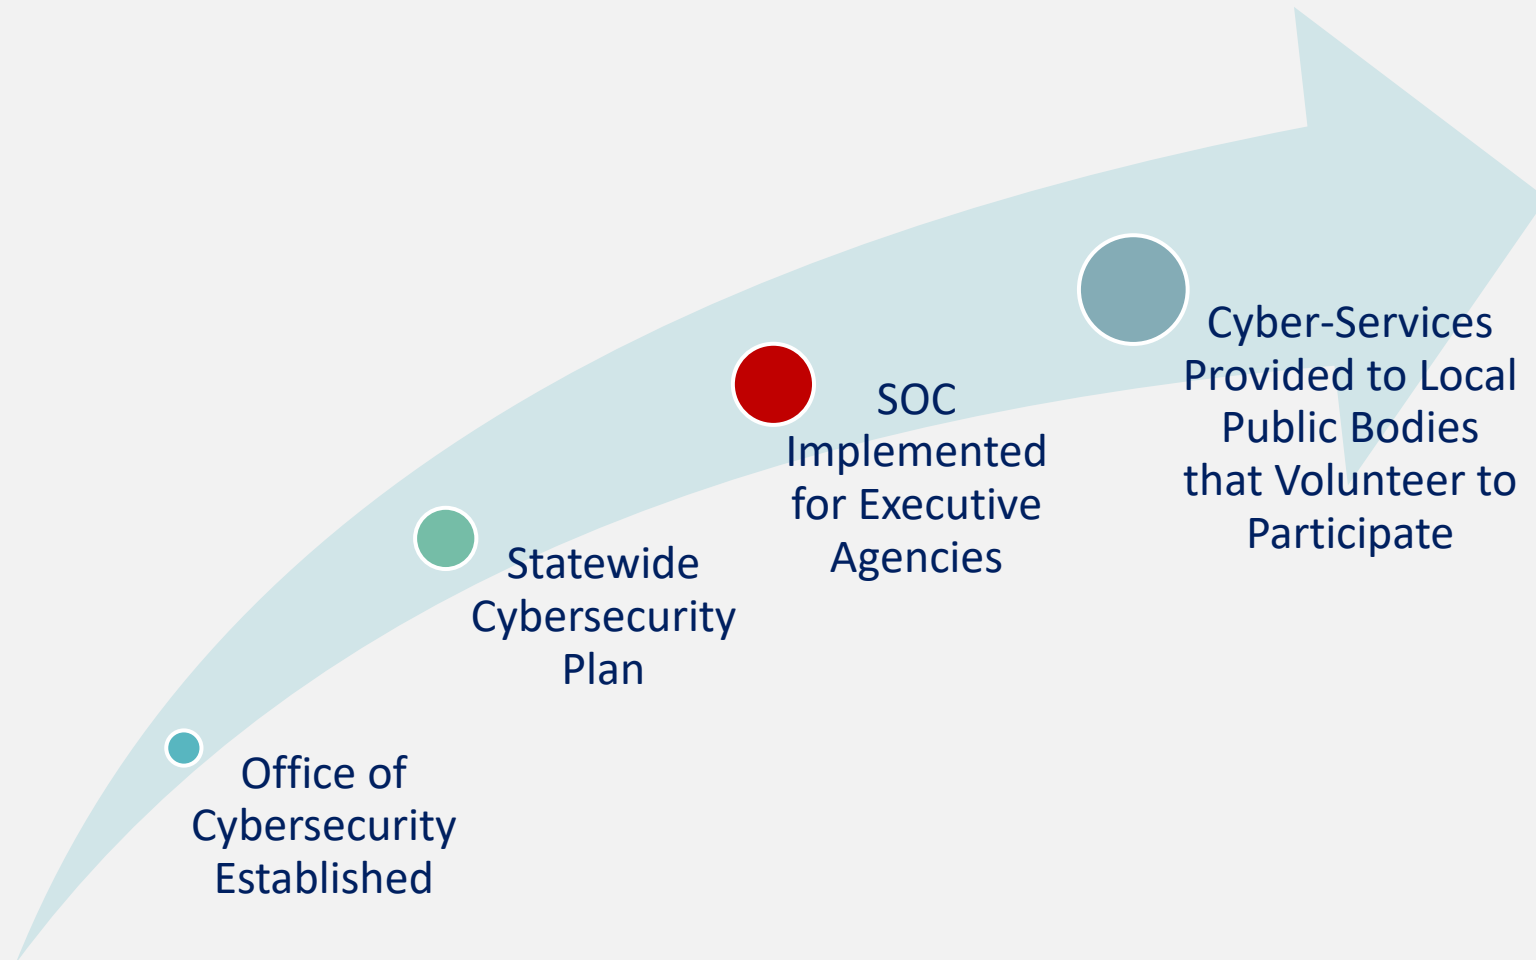 Office of
Cybersecurity
Established
Statewide
Cybersecurity
Plan
SOC
Implemented
for Executive
Agencies
Cyber-Services
Provided to Local
Public Bodies
that Volunteer to
Participate